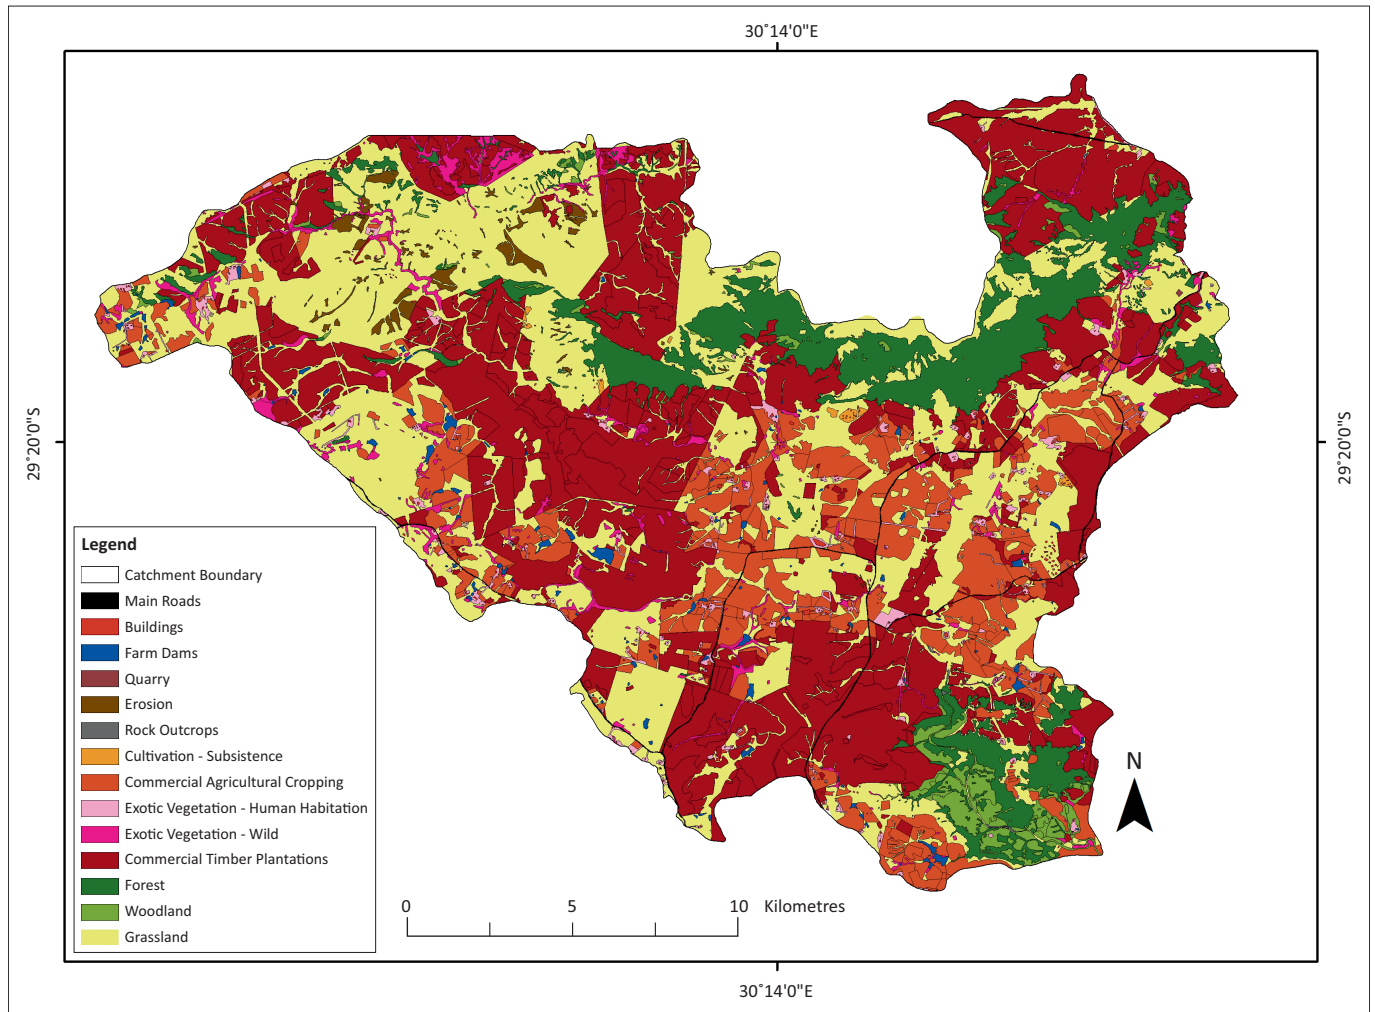 30˚14'0"E
29˚20'0"S
29˚20'0"S
Legend
Catchment Boundary
Main Roads
Buildings
Farm Dams
Quarry
Erosion
Rock Outcrops
Cultivation - Subsistence
Commercial Agricultural Cropping
Exotic Vegetation - Human Habitation
Exotic Vegetation - Wild
Commercial Timber Plantations
Forest
Woodland
Grassland
N
0 5 10 Kilometres
30˚14'0"E